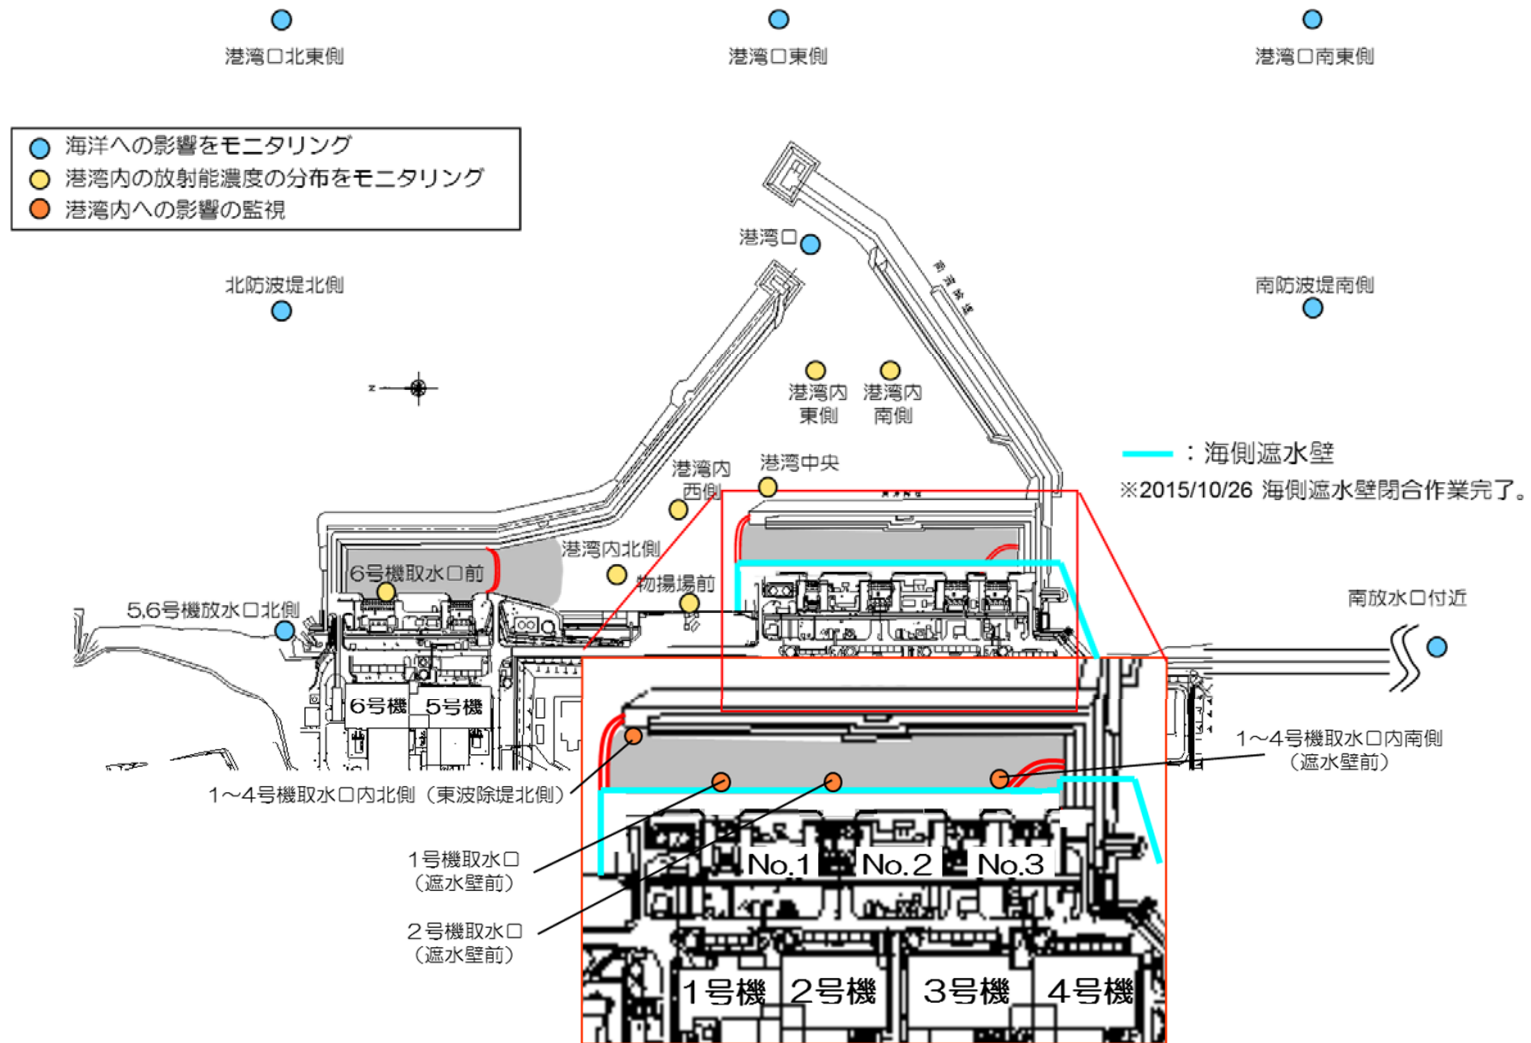 港湾口北東側
港湾口東側
港湾口南東側
海洋への影響をモニタリング
港湾内の放射能濃度の分布をモニタリング
港湾内への影響の監視
港湾口
北防波堤北側
南防波堤南側
N
港湾内
東側
港湾内
南側
：海側遮水壁
※2015/10/26 海側遮水壁閉合作業完了。
港湾内
西側
港湾中央
港湾内北側
6号機取水口前
物揚場前
5,6号機放水口北側
南放水口付近
6号機
5号機
1～4号機取水口内南側
（遮水壁前）
1～4号機取水口内北側（東波除堤北側）
1号機取水口
（遮水壁前）
No.1
No.2
No.3
2号機取水口
（遮水壁前）
1号機
2号機
3号機
4号機